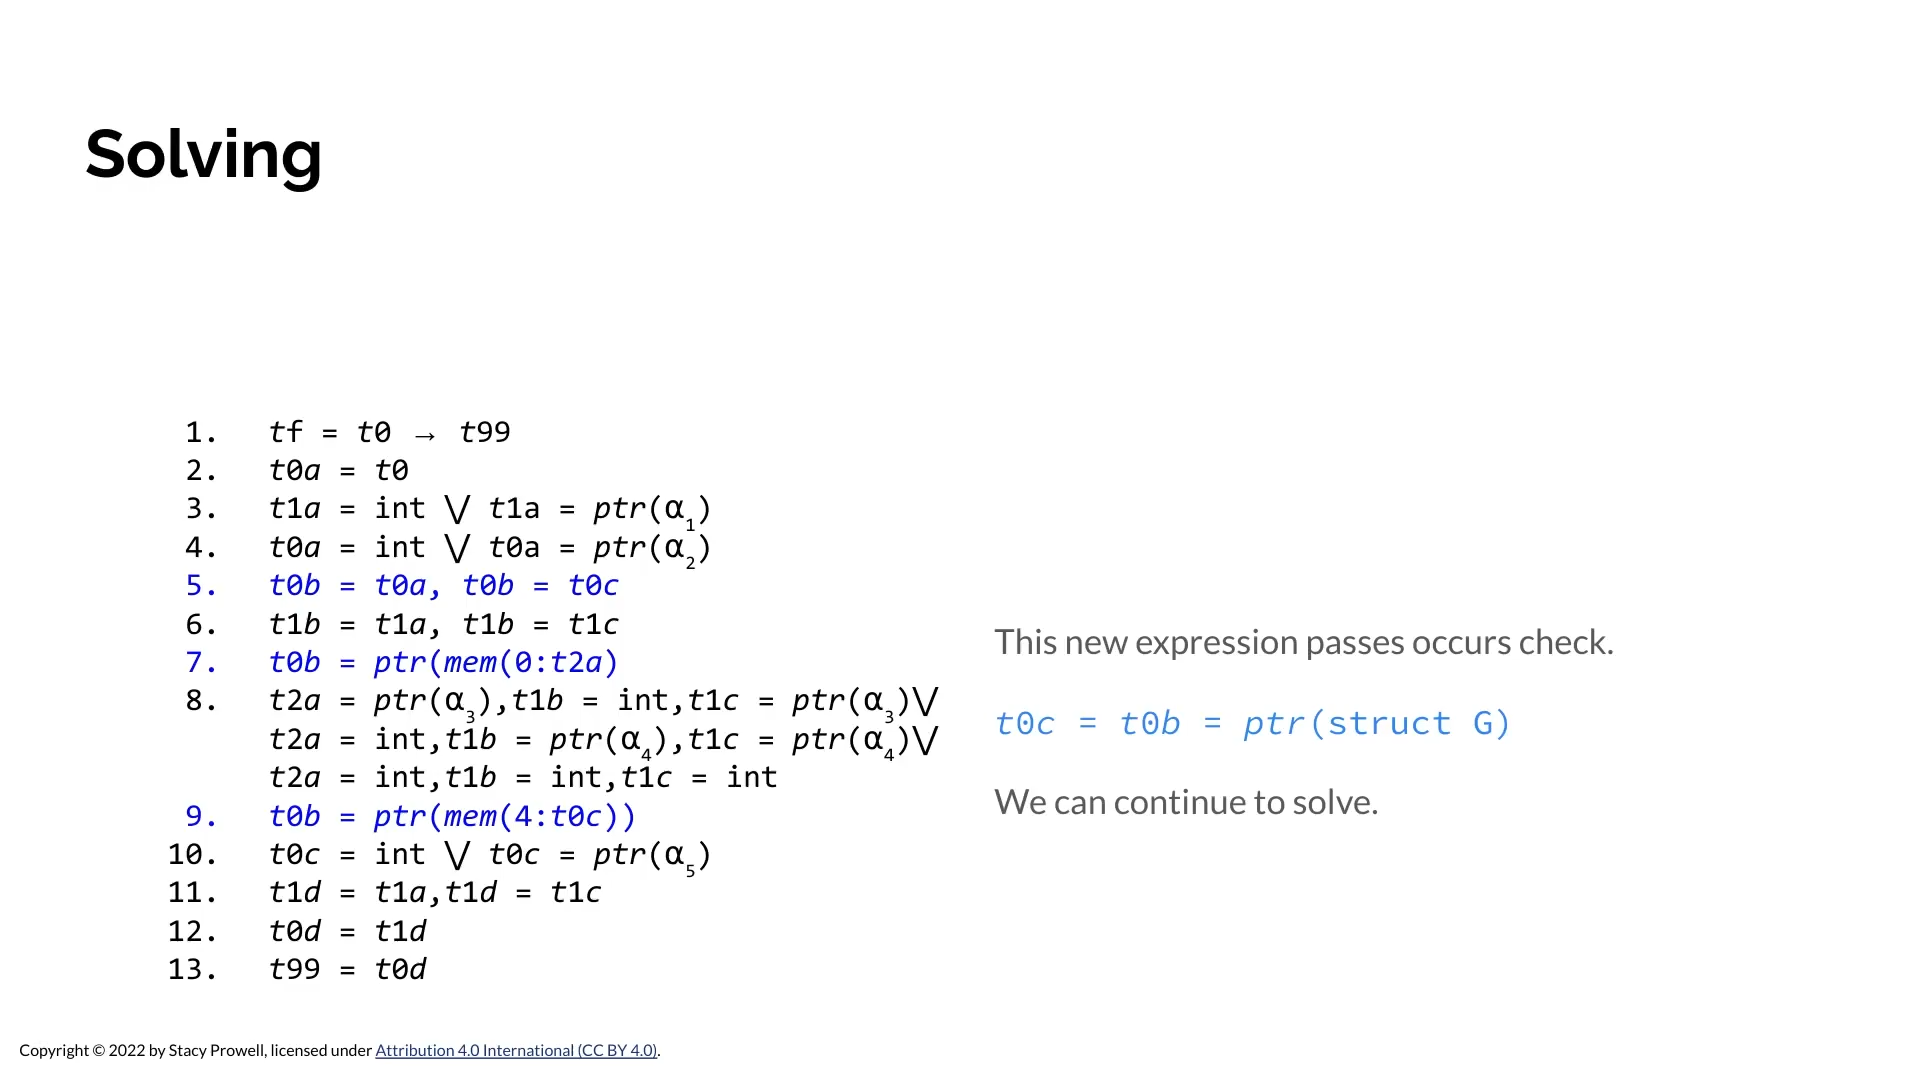 Solving
1. tf = t0 → t99
2. t0a = t0
3. t1a = int ⋁ t1a = ptr(α₁)
4. t0a = int ⋁ t0a = ptr(α₂)
5. t0b = t0a, t0b = t0c
6. t1b = t1a, t1b = t1c
7. t0b = ptr(mem(0:t2a)
8. t2a = ptr(α₃),t1b = int,t1c = ptr(α₃)⋁
t2a = int,t1b = ptr(α₄),t1c = ptr(α₄)⋁
t2a = int,t1b = int,t1c = int
9. t0b = ptr(mem(4:t0c))
10. t0c = int ⋁ t0c = ptr(α₅)
11. t1d = t1a,t1d = t1c
12. t0d = t1d
13. t99 = t0d
This new expression passes occurs check.
t0c = t0b = ptr(struct G)
We can continue to solve.
Copyright © 2022 by Stacy Prowell, licensed under Attribution 4.0 International (CC BY 4.0).